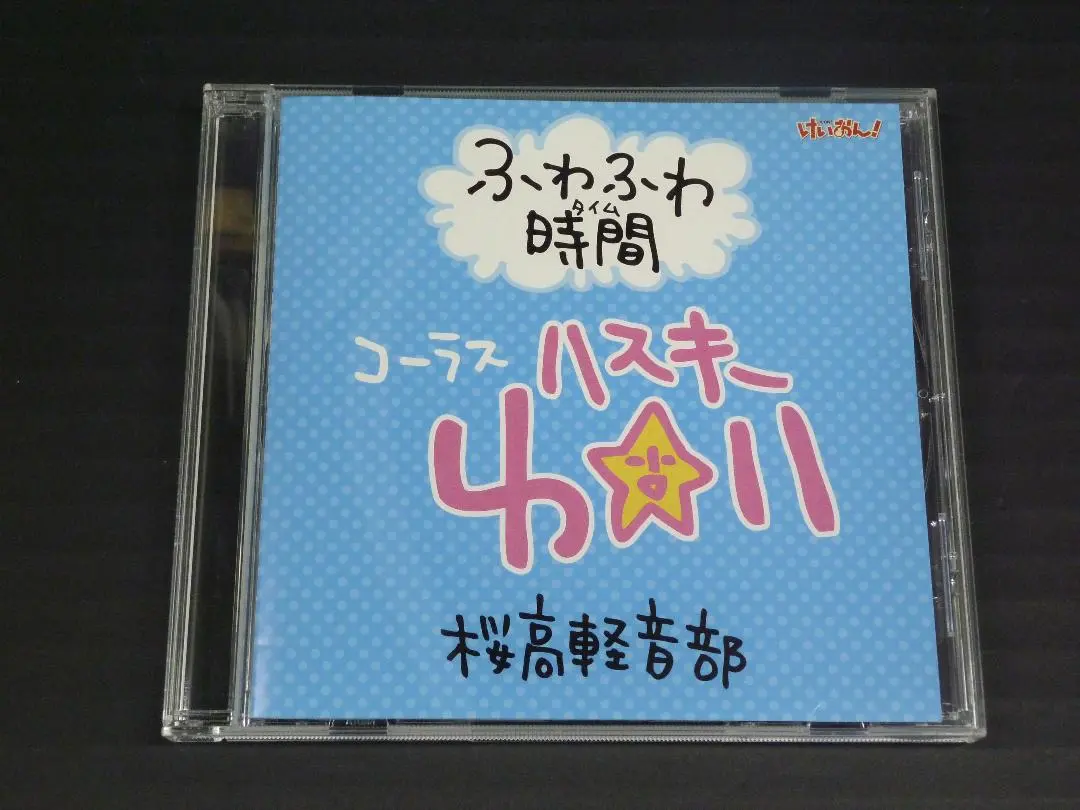 けいおん!
ふわふわ
タイム
時間
コーラス ハスキー
ゆ☆い
桜高軽音部